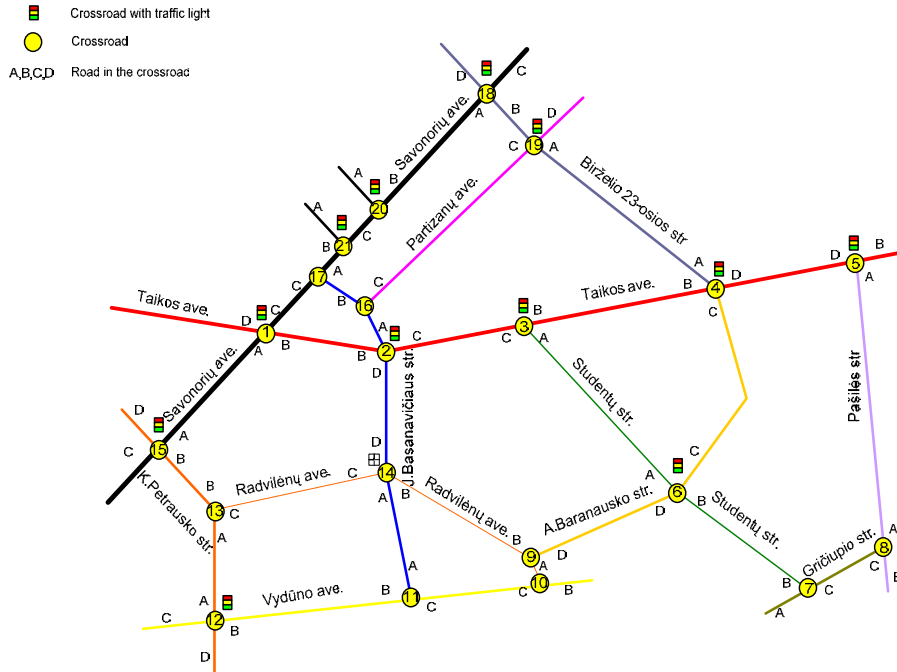 Crossroad with traffic light
Crossroad
A,B,C,D Road in the crossroad
D C
18
A B
D
C 19 A
Savonorių ave.
A
A
20 B
C
B 21
17 A
C B
Partizanų ave.
Birželio 23-osios str
C
16
A
Taikos ave.
D C
1
A B
B 2 C
D
B
C 3
A
Taikos ave.
A D
B 4
C
D 5 B
A
Savonorių ave.
J.Basanavičiaus str.
Studentų str.
Pašilės str
D A
C 15 B
K.Petrausko str.
B
13 C
A
Radvilėnų ave.
D
C 14
A B
Radvilėnų ave.
A.Baranausko str.
C
6 B
D
Studentų str.
B 9 D
A
C 10 B
Gričiupio str.
A
8
C B
B
7 C
A
Vydūno ave.
A
C 12 B
D
A
B 11 C